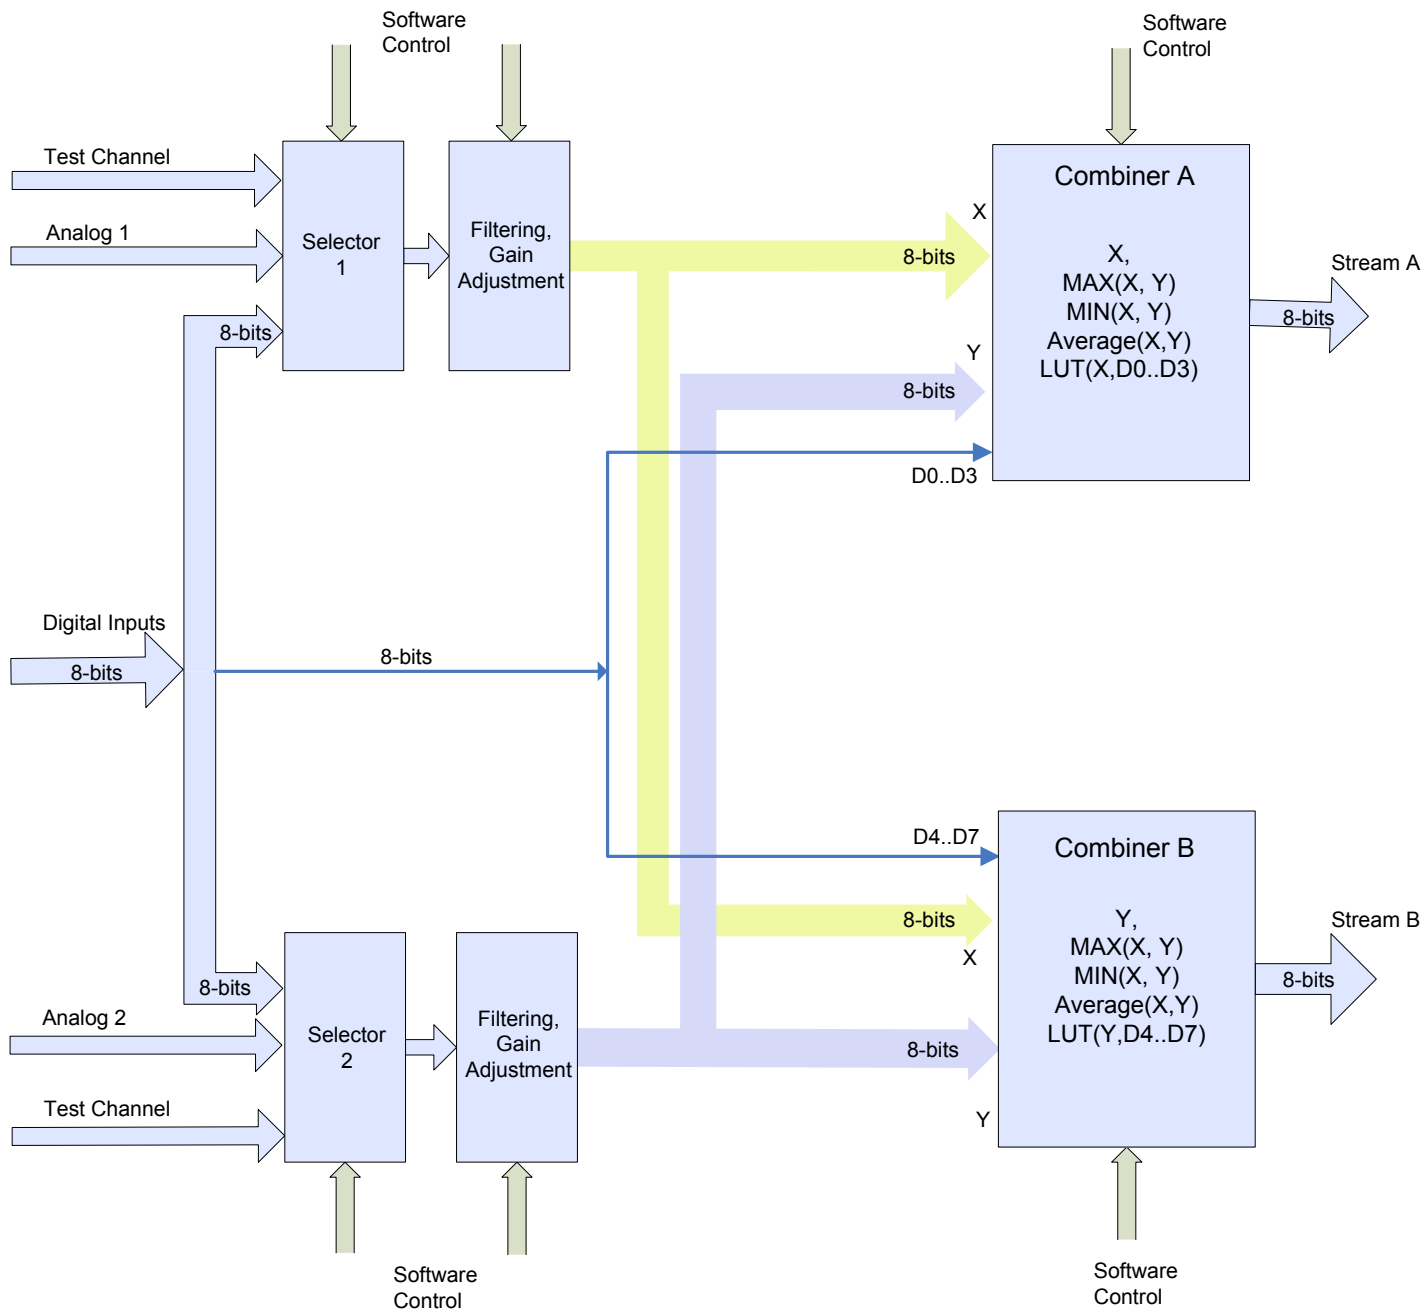 Software
Control
Software
Control
Test Channel
Analog 1
8-bits
Selector
1
Filtering,
Gain
Adjustment
X
8-bits
Y
8-bits
D0..D3
Combiner A
X,
MAX(X, Y)
MIN(X, Y)
Average(X,Y)
LUT(X,D0..D3)
Stream A
8-bits
Digital Inputs
8-bits
8-bits
D4..D7
8-bits
X
8-bits
Y
Combiner B
Y,
MAX(X, Y)
MIN(X, Y)
Average(X,Y)
LUT(Y,D4..D7)
Stream B
8-bits
8-bits
Analog 2
Test Channel
Selector
2
Filtering,
Gain
Adjustment
Software
Control
Software
Control